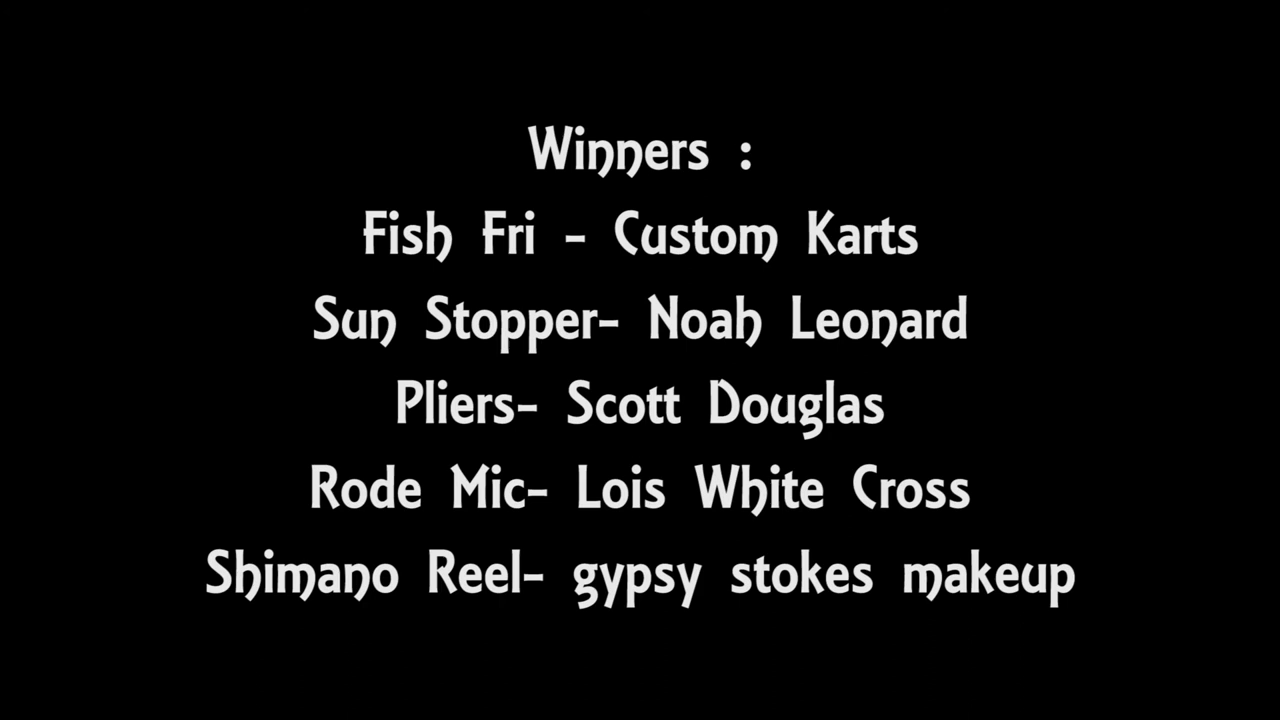 Winners :
Fish Fri - Custom Karts
Sun Stopper- Noah Leonard
Pliers- Scott Douglas
Rode Mic- Lois White Cross
Shimano Reel- gypsy stokes makeup